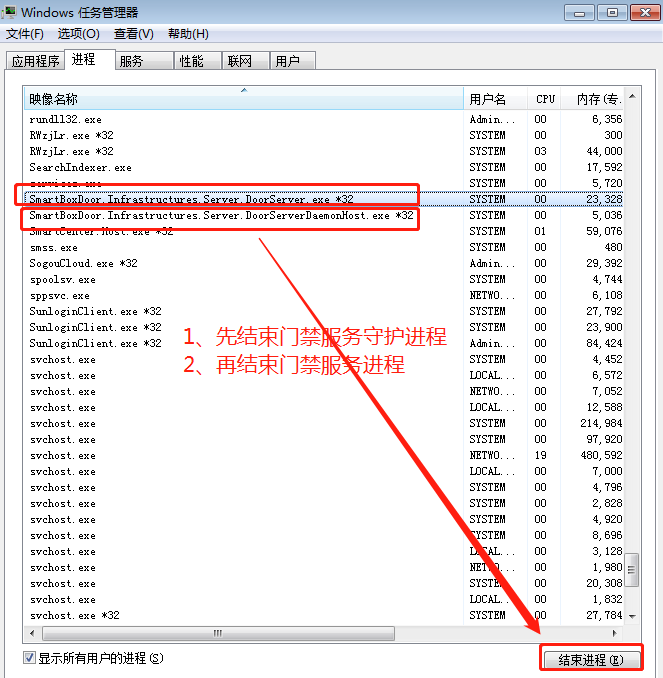 Windows 任务管理器
文件(F) 选项(O) 查看(V) 帮助(H)
应用程序 进程 服务 性能 联网 用户
映像名称 用户名 CPU 内存(专.
rundll32.exe Admin... 00 6,356
RWzjLr.exe *32 SYSTEM 00 300
RWzjLr.exe *32 SYSTEM 03 44,000
SearchIndexer.exe SYSTEM 00 17,592
services.exe SYSTEM 00 5,720
SmartBoxDoor.Infrastructures.Server.DoorServer.exe *32 SYSTEM 00 23,328
SmartBoxDoor.Infrastructures.Server.DoorServerDaemonHost.exe *32 SYSTEM 00 5,036
SmartCenter.Host.exe *32 SYSTEM 01 59,076
smss.exe SYSTEM 00 480
SogouCloud.exe *32 Admin... 00 29,392
spoolsv.exe SYSTEM 00 4,744
sppsvc.exe NETWO... 00 6,108
SunloginClient.exe *32 SYSTEM 00 27,792
SunloginClient.exe *32 SYSTEM 00 23,900
SunloginClient.exe *32 Admin... 00 84,424
1、先结束门禁服务守护进程
2、再结束门禁服务进程
svchost.exe SYSTEM 00 4,452
svchost.exe LOCAL... 00 6,572
svchost.exe NETWO... 00 7,052
svchost.exe LOCAL... 00 12,588
svchost.exe SYSTEM 00 214,984
svchost.exe SYSTEM 00 97,920
svchost.exe NETWO... 19 480,592
svchost.exe LOCAL... 00 7,000
svchost.exe SYSTEM 00 4,796
svchost.exe SYSTEM 00 2,828
svchost.exe SYSTEM 00 4,920
svchost.exe SYSTEM 00 8,696
svchost.exe LOCAL... 00 3,128
svchost.exe NETWO... 00 1,980
svchost.exe SYSTEM 00 20,308
svchost.exe LOCAL... 00 1,832
svchost.exe *32 SYSTEM 00 27,784
显示所有用户的进程(S) 结束进程(E)